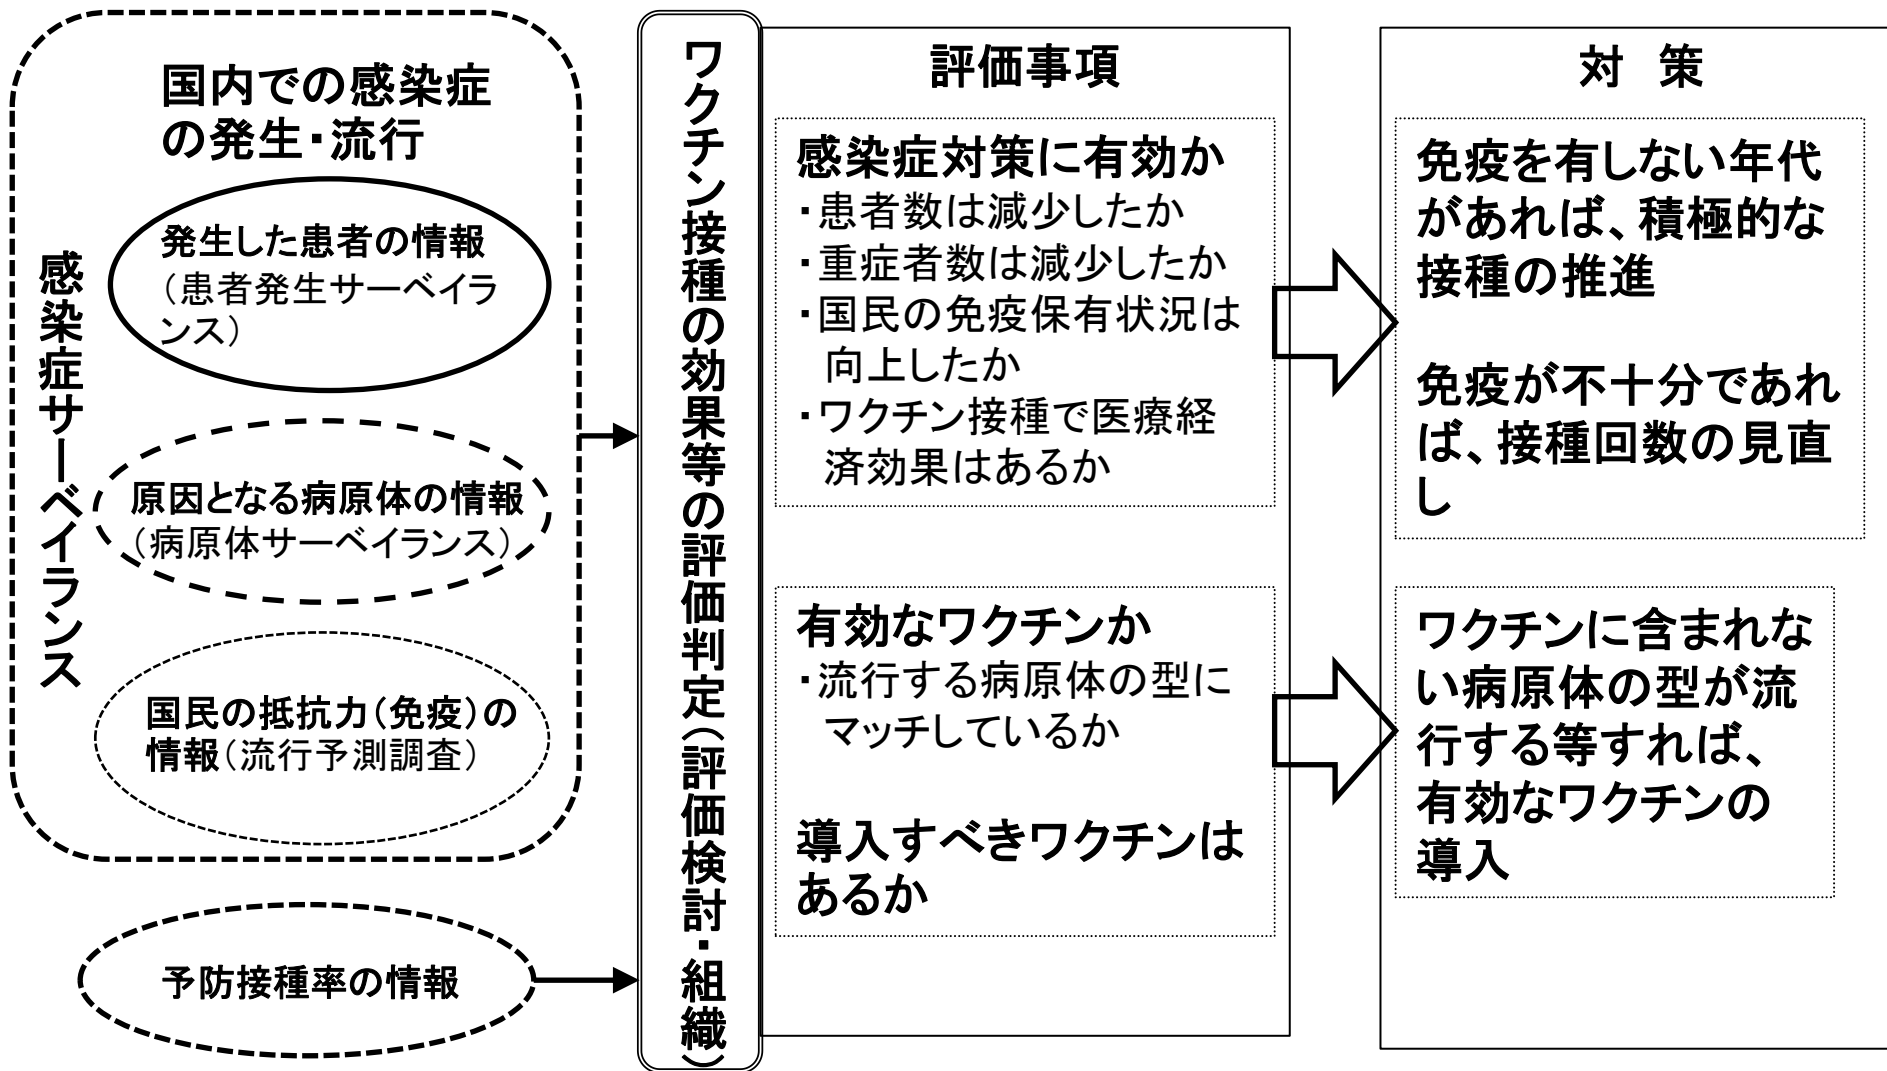 国内での感染症
の発生・流行
感染症サーベイランス
発生した患者の情報
（患者発生サーベイラ
ンス）
原因となる病原体の情報
（病原体サーベイランス）
国民の抵抗力（免疫）の
情報（流行予測調査）
予防接種率の情報
ワクチン接種の効果等の評価判定（評価検討・組織）
評価事項
感染症対策に有効か
・患者数は減少したか
・重症者数は減少したか
・国民の免疫保有状況は
向上したか
・ワクチン接種で医療経
済効果はあるか
有効なワクチンか
・流行する病原体の型に
マッチしているか
導入すべきワクチンは
あるか
対 策
免疫を有しない年代
があれば、積極的な
接種の推進
免疫が不十分であれ
ば、接種回数の見直
し
ワクチンに含まれな
い病原体の型が流
行する等すれば、
有効なワクチンの
導入